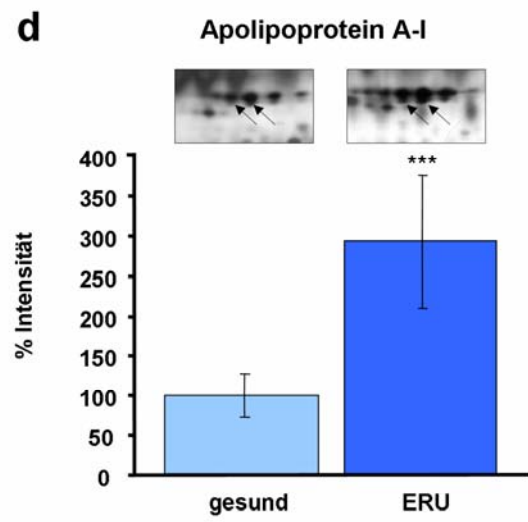 d
Apolipoprotein A-I
***
% Intensität
400
350
300
250
200
150
100
50
0
gesund
ERU